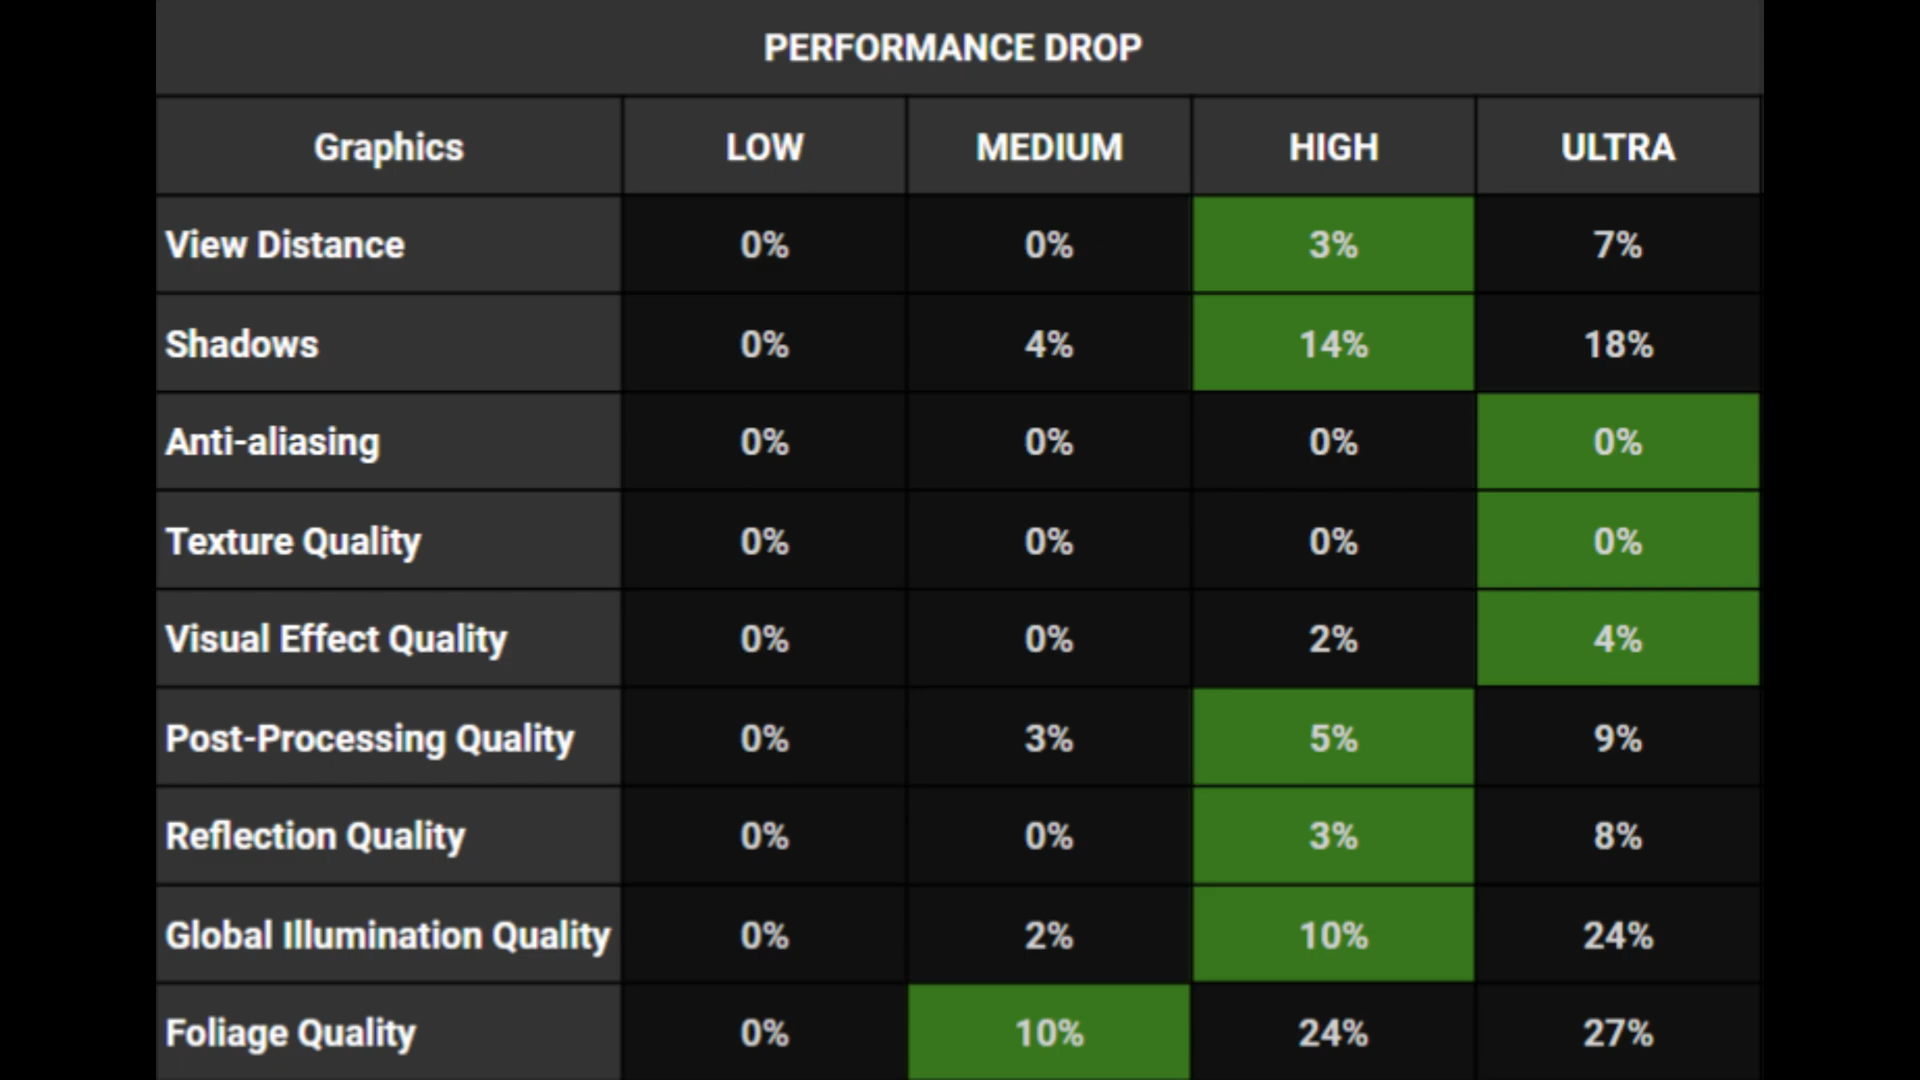 PERFORMANCE DROP
Graphics LOW MEDIUM HIGH ULTRA
View Distance 0% 0% 3% 7%
Shadows 0% 4% 14% 18%
Anti-aliasing 0% 0% 0% 0%
Texture Quality 0% 0% 0% 0%
Visual Effect Quality 0% 0% 2% 4%
Post-Processing Quality 0% 3% 5% 9%
Reflection Quality 0% 0% 3% 8%
Global Illumination Quality 0% 2% 10% 24%
Foliage Quality 0% 10% 24% 27%